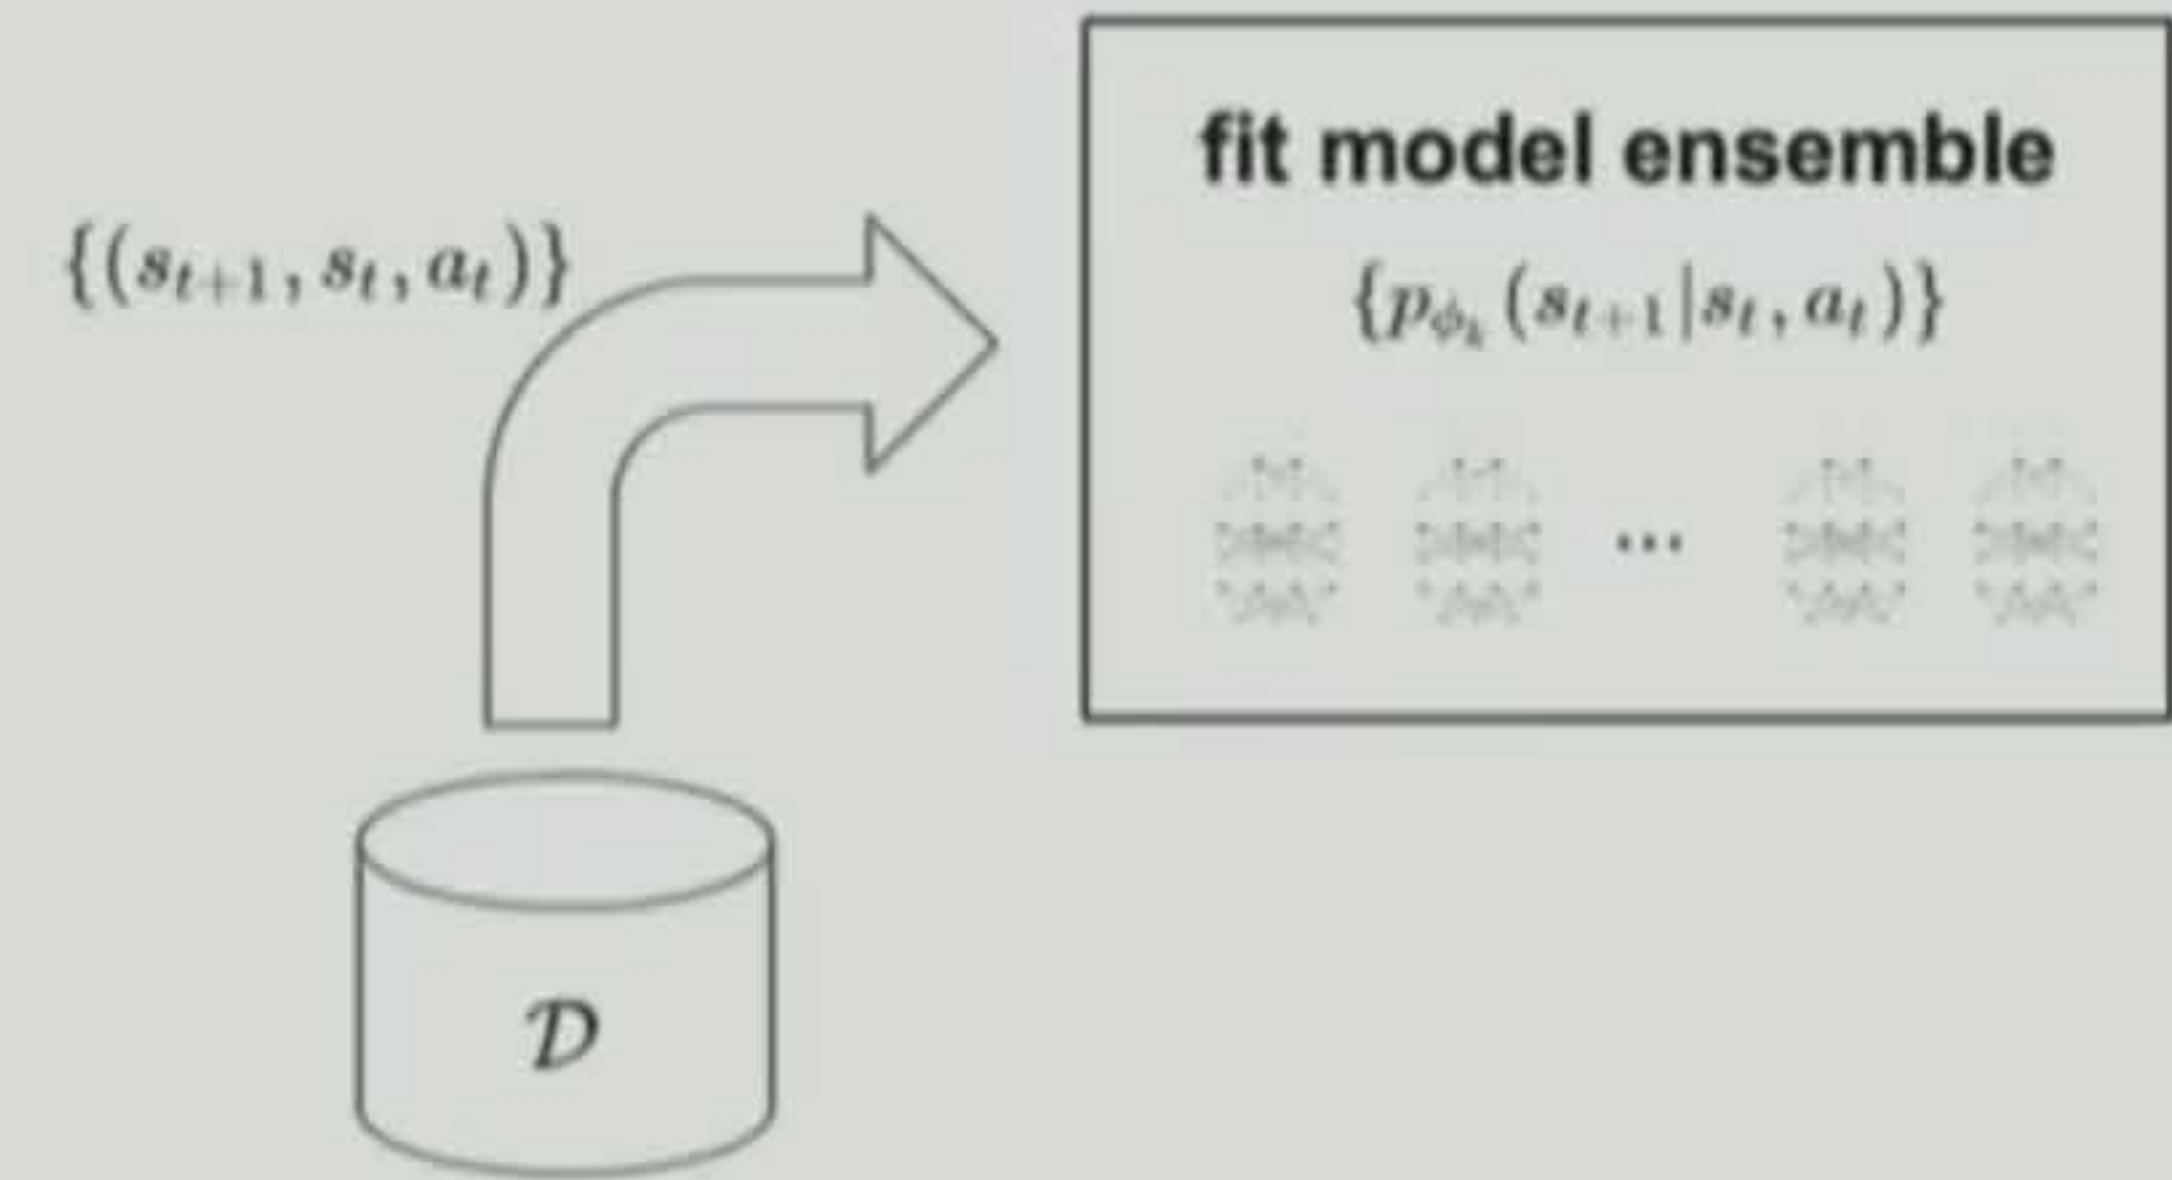 fit model ensemble
{(s_{t+1}, s_t, a_t)}
{p_{ϕ_k}(s_{t+1}|s_t, a_t)}
...
𝒟